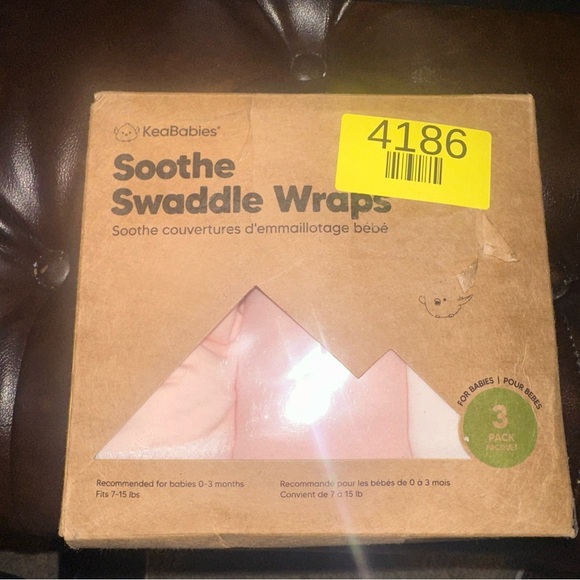 KeaBabies®
4186
Soothe
Swaddle Wraps
Soothe couvertures d'emmaillotage bébé
FOR BABIES | POUR BEBES
3
PACK
Recommended for babies 0-3 months
Fits 7-15 lbs
Recommandé pour les bébés de 0 à 3 mois
Convient de 7 à 15 lb